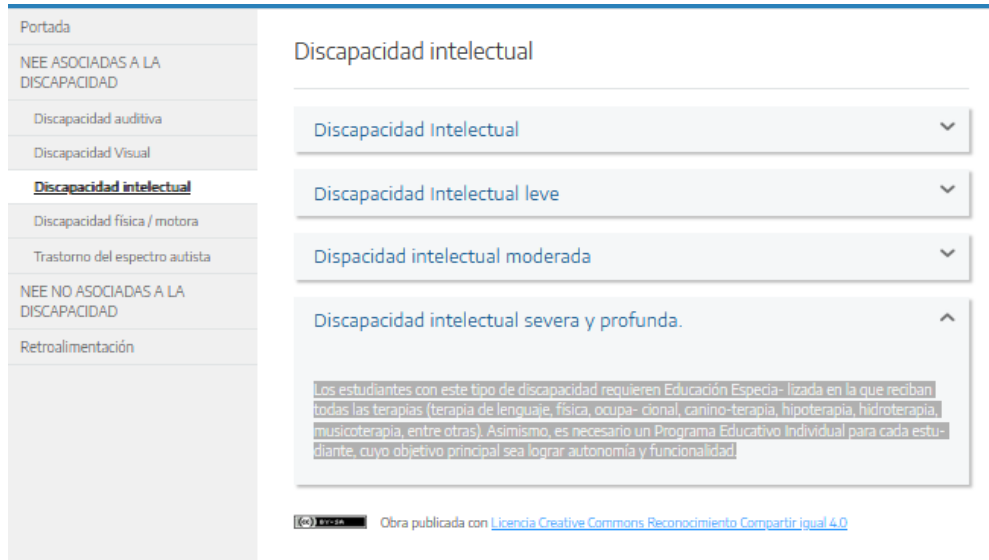 Portada
NEE ASOCIADAS A LA
DISCAPACIDAD
Discapacidad auditiva
Discapacidad Visual
Discapacidad intelectual
Discapacidad física / motora
Trastorno del espectro autista
NEE NO ASOCIADAS A LA
DISCAPACIDAD
Retroalimentación
Discapacidad intelectual
Discapacidad Intelectual
Discapacidad Intelectual leve
Dispacidad intelectual moderada
Discapacidad intelectual severa y profunda.
Los estudiantes con este tipo de discapacidad requieren Educación Especia- lizada en la que reciban
todas las terapias (terapia de lenguaje, física, ocupa- cional, canino-terapia, hipoterapia, hidroterapia,
musicoterapia, entre otras). Asimismo, es necesario un Programa Educativo Individual para cada estu-
diante, cuyo objetivo principal sea lograr autonomía y funcionalidad.
(cc) BY-SA Obra publicada con Licencia Creative Commons Reconocimiento Compartir igual 4.0